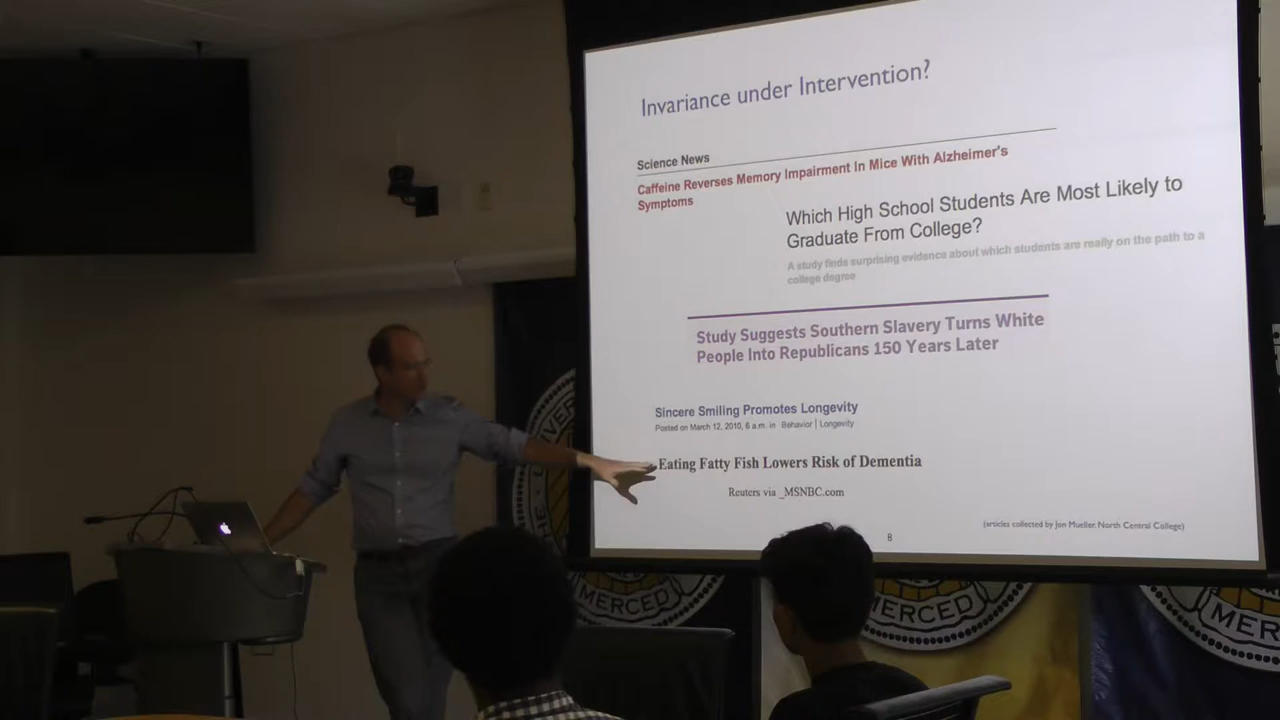 Invariance under Intervention?
Science News
Caffeine Reverses Memory Impairment In Mice With Alzheimer's
Symptoms
Which High School Students Are Most Likely to
Graduate From College?
A study finds surprising evidence about which students are really on the path to a
college degree
Study Suggests Southern Slavery Turns White
People Into Republicans 150 Years Later
Sincere Smiling Promotes Longevity
Posted on March 12, 2010, 6 a.m. in Behavior | Longevity
Eating Fatty Fish Lowers Risk of Dementia
Reuters via _MSNBC.com
(articles collected by Jon Mueller. North Central College)
8
THE
UNIVER
MERCED
MERCED
MER